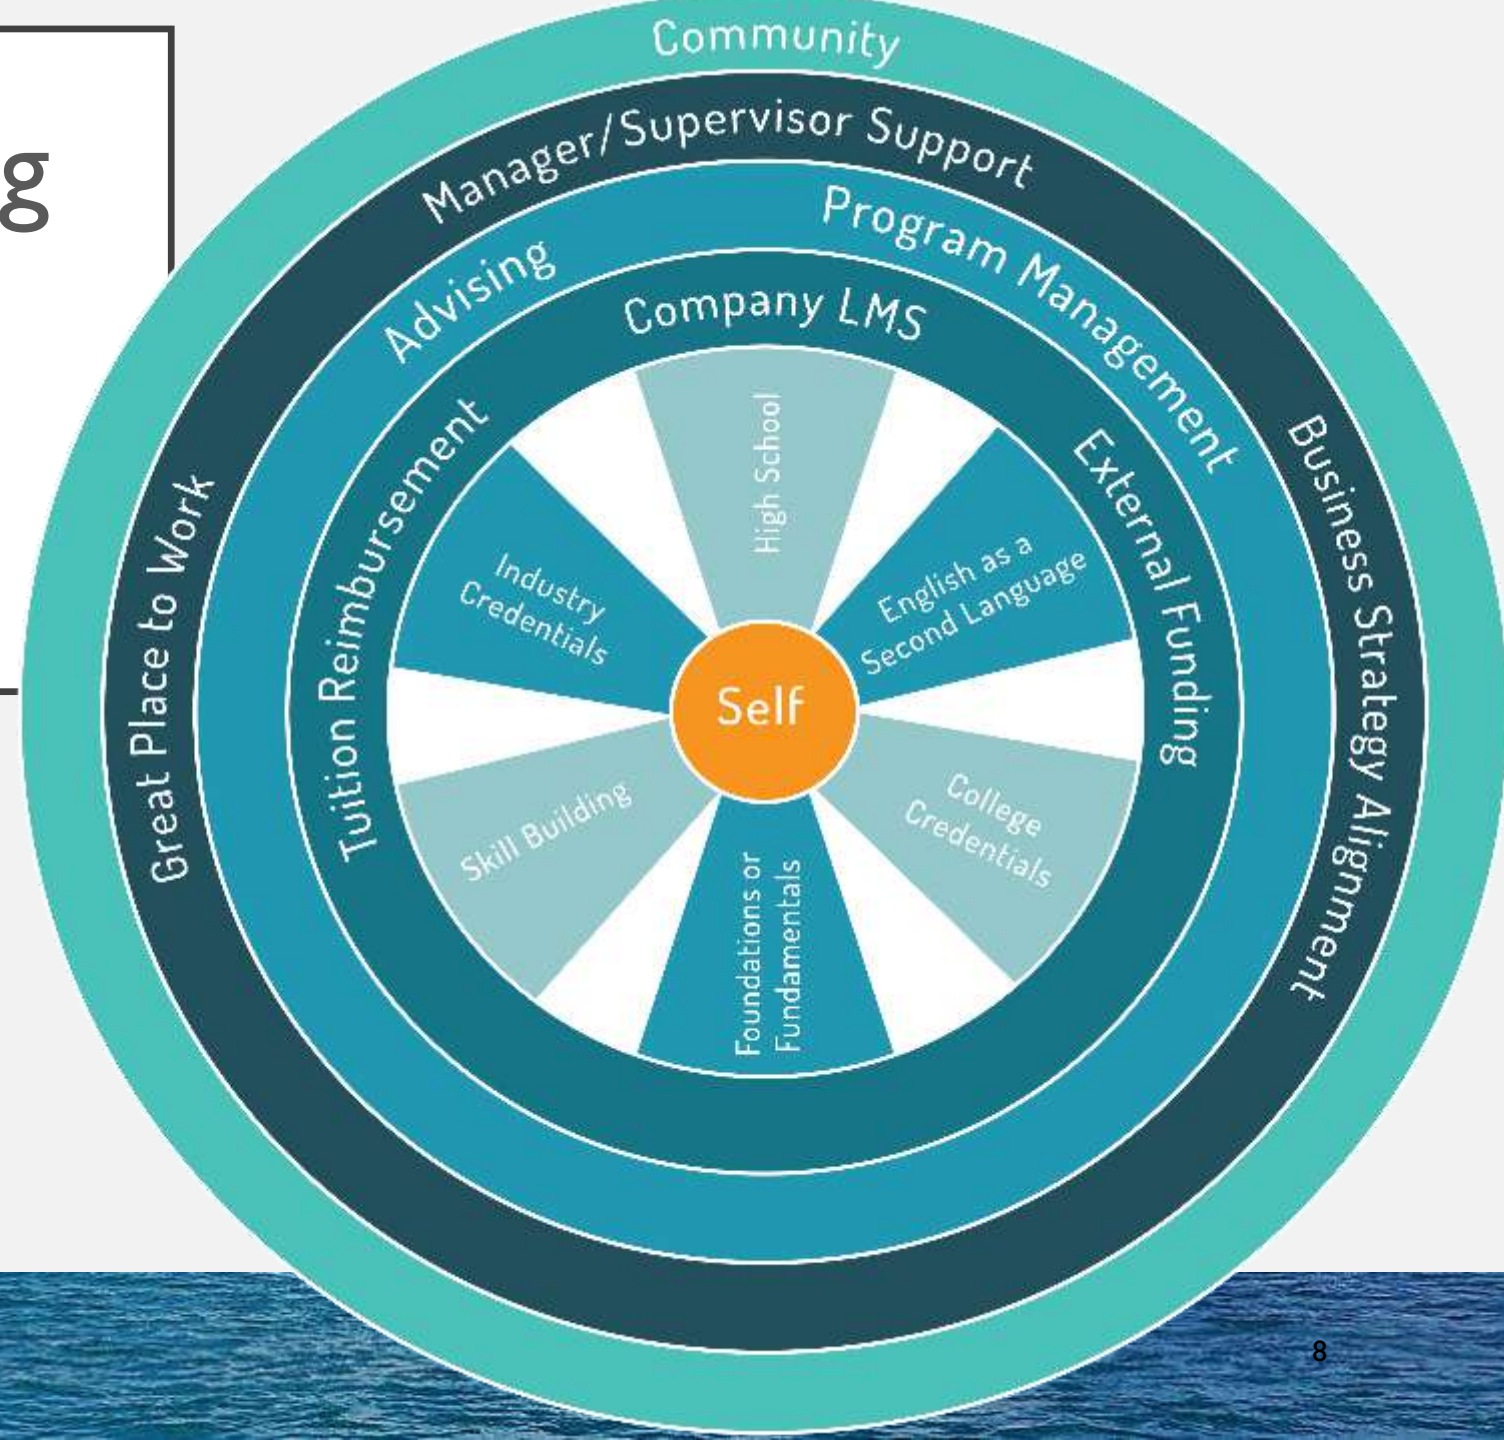 g
Community
Manager/Supervisor Support
Great Place to Work
Business Strategy Alignment
Advising
Program Management
Company LMS
Tuition Reimbursement
External Funding
High School
English as a
Second Language
College
Credentials
Foundations or
Fundamentals
Skill Building
Industry
Credentials
Self
8